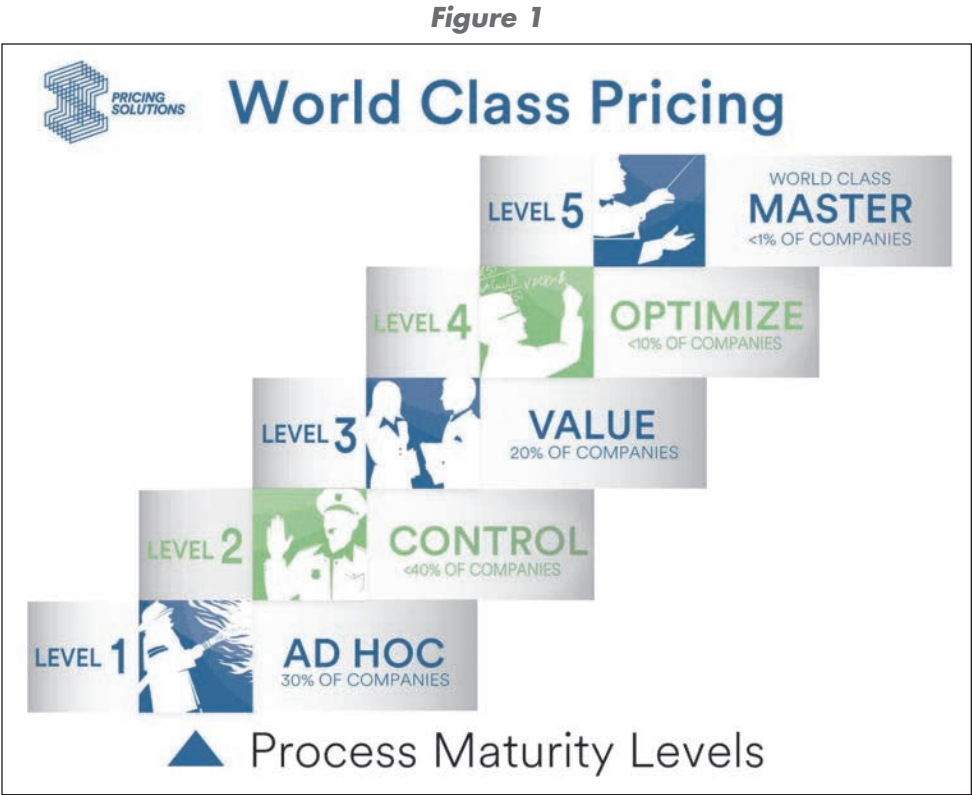 Figure 1
PRICING
SOLUTIONS
World Class Pricing
LEVEL 5
WORLD CLASS
MASTER
<1% OF COMPANIES
LEVEL 4
OPTIMIZE
<10% OF COMPANIES
LEVEL 3
VALUE
20% OF COMPANIES
LEVEL 2
CONTROL
<40% OF COMPANIES
LEVEL 1
AD HOC
30% OF COMPANIES
Process Maturity Levels